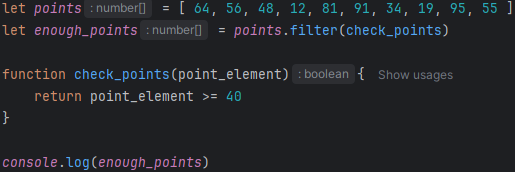 let points : number[] = [ 64, 56, 48, 12, 81, 91, 34, 19, 95, 55 ]
let enough_points : number[] = points.filter(check_points)
function check_points(point_element) : boolean { Show usages
return point_element >= 40
}
console.log(enough_points)